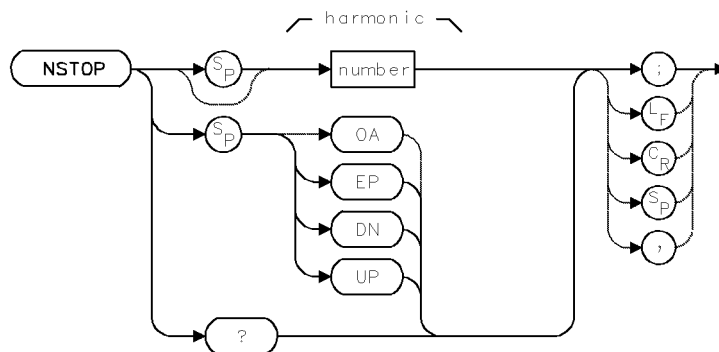 harmonic
NSTOP
SP
number
;
LF
SP
OA
CR
EP
SP
DN
,
UP
?